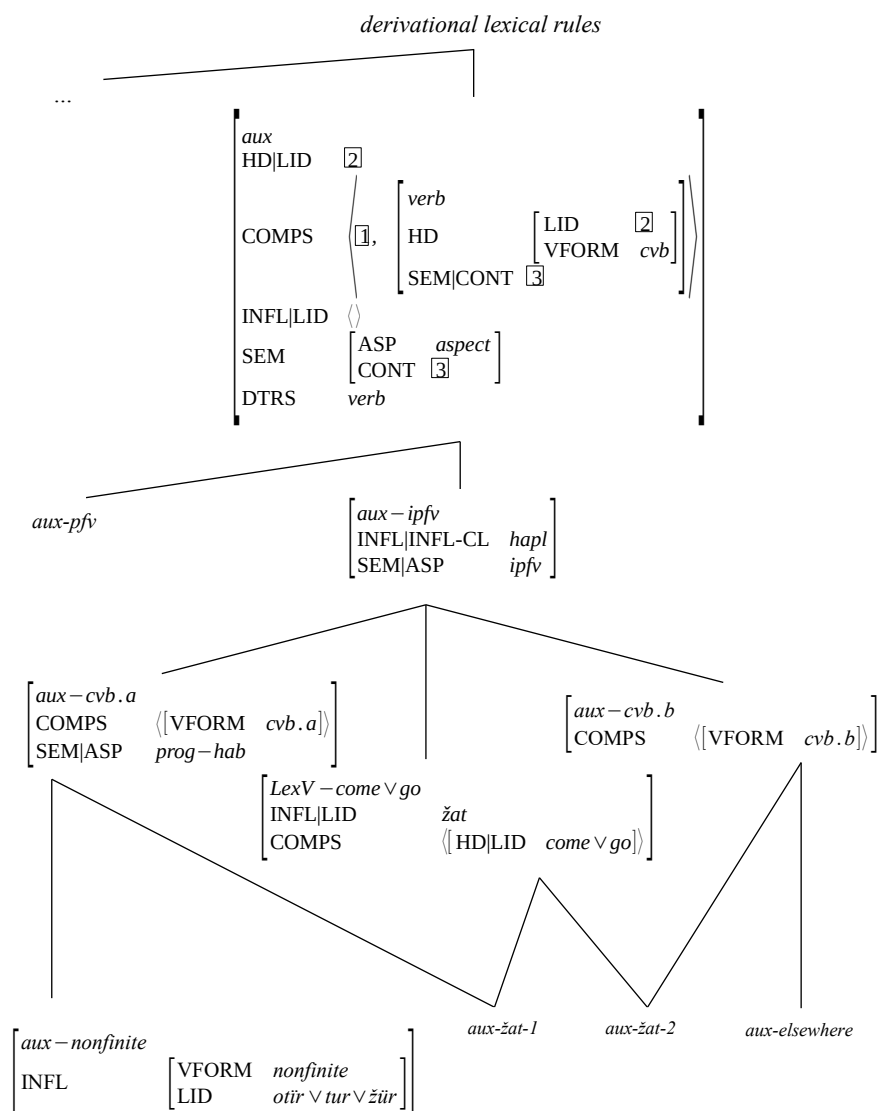 derivational lexical rules
...
aux
HD|LID 2
COMPS ⟨ 1,
verb
HD
LID 2
VFORM cvb
SEM|CONT 3
⟩
INFL|LID ⟨⟩
SEM
ASP aspect
CONT 3
DTRS verb
aux-pfv
aux−ipfv
INFL|INFL-CL hapl
SEM|ASP ipfv
aux−cvb.a
COMPS ⟨[VFORM cvb.a]⟩
SEM|ASP prog−hab
aux−cvb.b
COMPS ⟨[VFORM cvb.b]⟩
LexV−come∨go
INFL|LID žat
COMPS ⟨[HD|LID come∨go]⟩
aux-žat-1 aux-žat-2 aux-elsewhere
aux−nonfinite
INFL
VFORM nonfinite
LID otïr∨tur∨žür